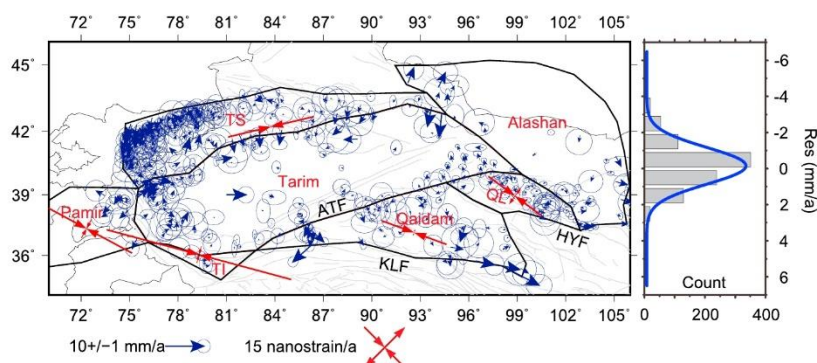 72° 75° 78° 81° 84° 87° 90° 93° 96° 99° 102° 105°
45°
42°
39°
36°
TS
Alashan
Tarim
ATF
QL
Pamir
Qaidam
TI
KLF
HYF
72° 75° 78° 81° 84° 87° 90° 93° 96° 99° 102° 105°
10+/−1 mm/a
15 nanostrain/a
-6
-4
-2
0
2
4
6
Res (mm/a)
Count
0 200 400